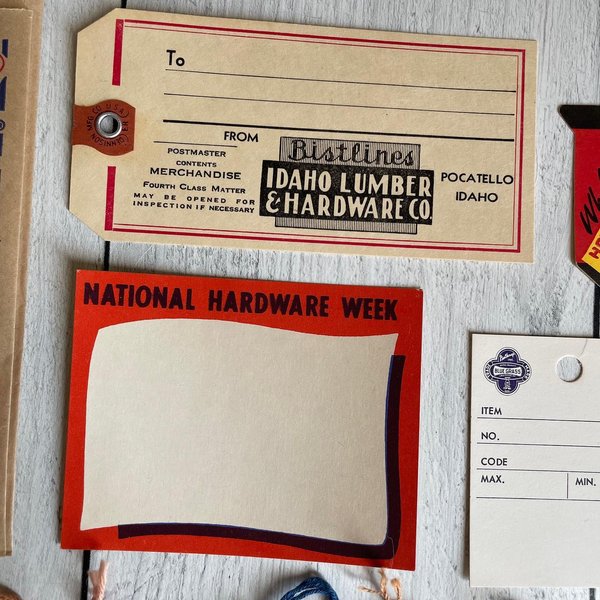 To
FROM
POSTMASTER
CONTENTS
MERCHANDISE
FOURTH CLASS MATTER
MAY BE OPENED FOR
INSPECTION IF NECESSARY
Bistlines
IDAHO LUMBER
& HARDWARE CO.
POCATELLO
IDAHO
NATIONAL HARDWARE WEEK
BLUE GRASS
ITEM
NO.
CODE
MAX.
MIN.